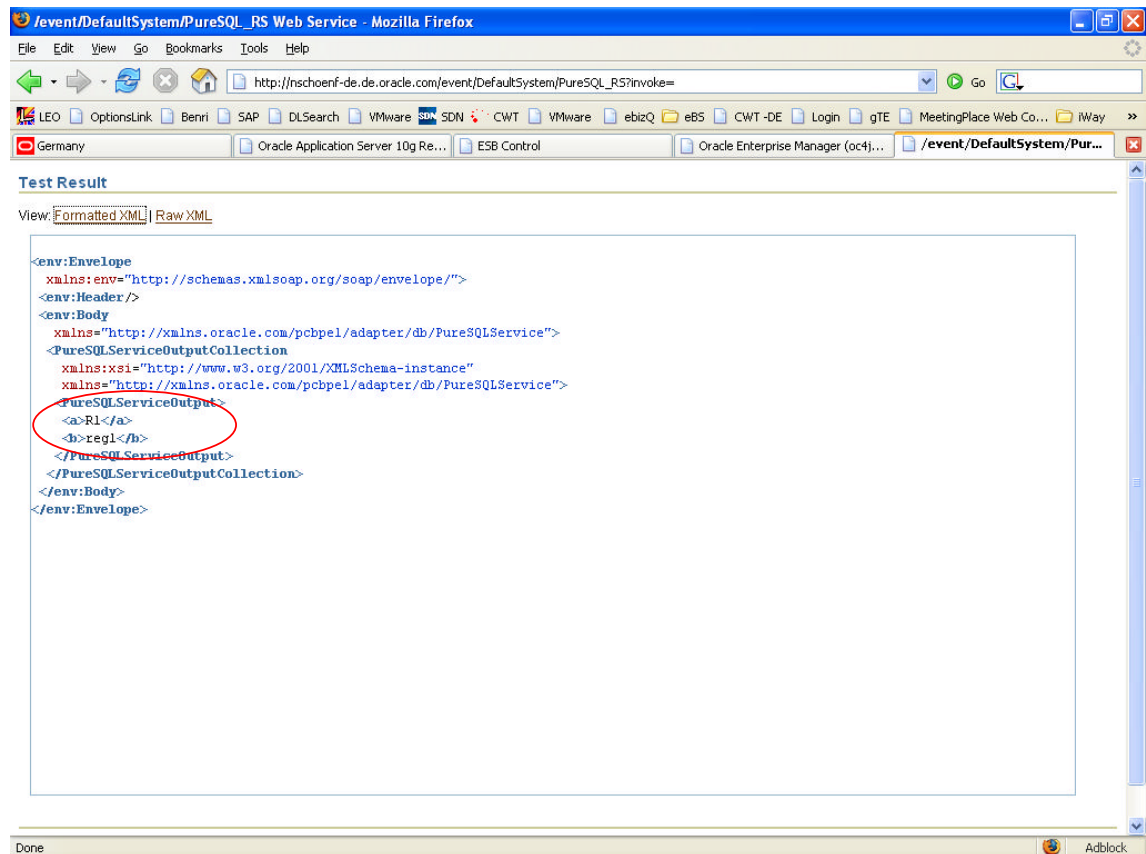 /event/DefaultSystem/PureSQL_RS Web Service - Mozilla Firefox
File Edit View Go Bookmarks Tools Help
http://nschoenf-de.de.oracle.com/event/DefaultSystem/PureSQL_RS?invoke= Go G
LEO OptionsLink Benri SAP DLSearch VMware SDN SDN CWT VMware ebizQ eBS CWT -DE Login gTE MeetingPlace Web Co... iWay »
Germany Oracle Application Server 10g Re... ESB Control Oracle Enterprise Manager (oc4j... /event/DefaultSystem/Pur...
Test Result
View: Formatted XML | Raw XML
<env:Envelope
xmlns:env="http://schemas.xmlsoap.org/soap/envelope/">
<env:Header/>
<env:Body
xmlns="http://xmlns.oracle.com/pcbpel/adapter/db/PureSQLService">
<PureSQLServiceOutputCollection
xmlns:xsi="http://www.w3.org/2001/XMLSchema-instance"
xmlns="http://xmlns.oracle.com/pcbpel/adapter/db/PureSQLService">
<PureSQLServiceOutput>
<a>R1</a>
<b>reg1</b>
</PureSQLServiceOutput>
</PureSQLServiceOutputCollection>
</env:Body>
</env:Envelope>
Done Adblock